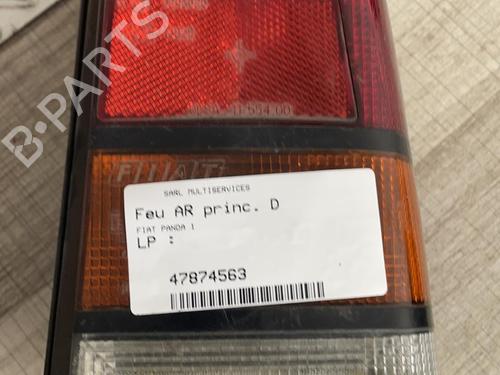 B-PARTS
FIAT
SARL MULTISERVICES
Feu AR princ. D
FIAT PANDA 1
LP :
47874563